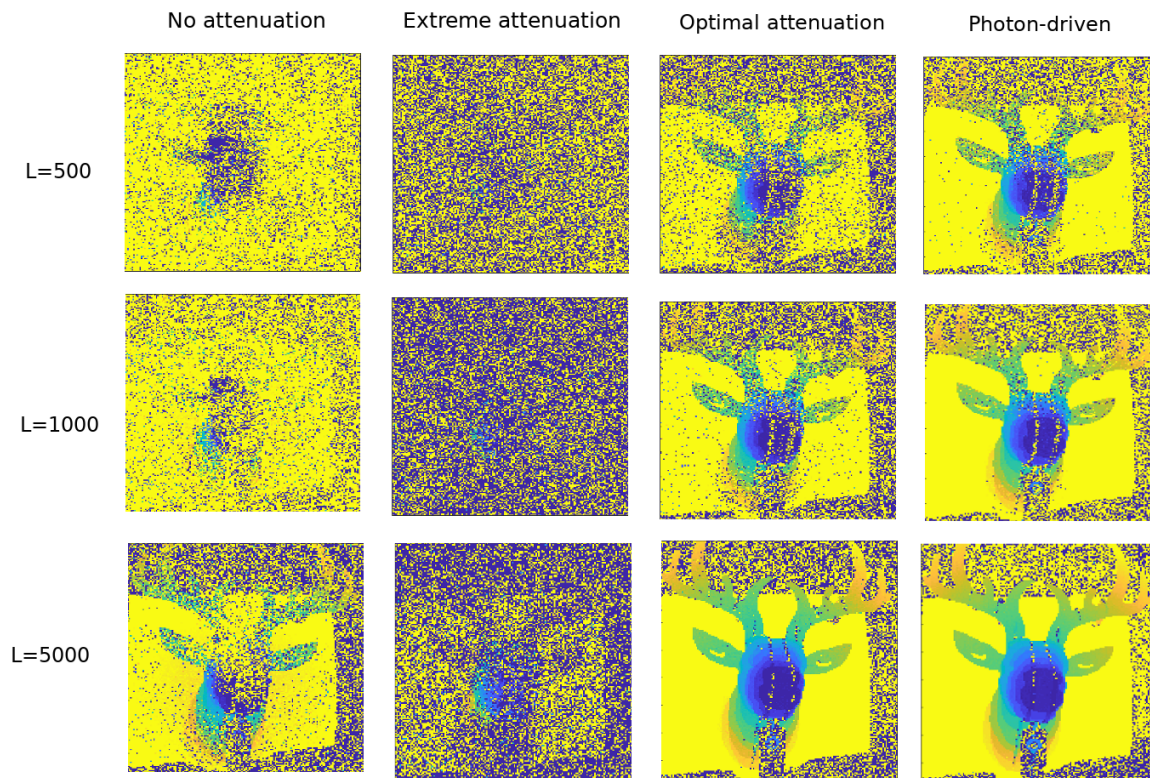 No attenuation
Extreme attenuation
Optimal attenuation
Photon-driven
L=500
L=1000
L=5000